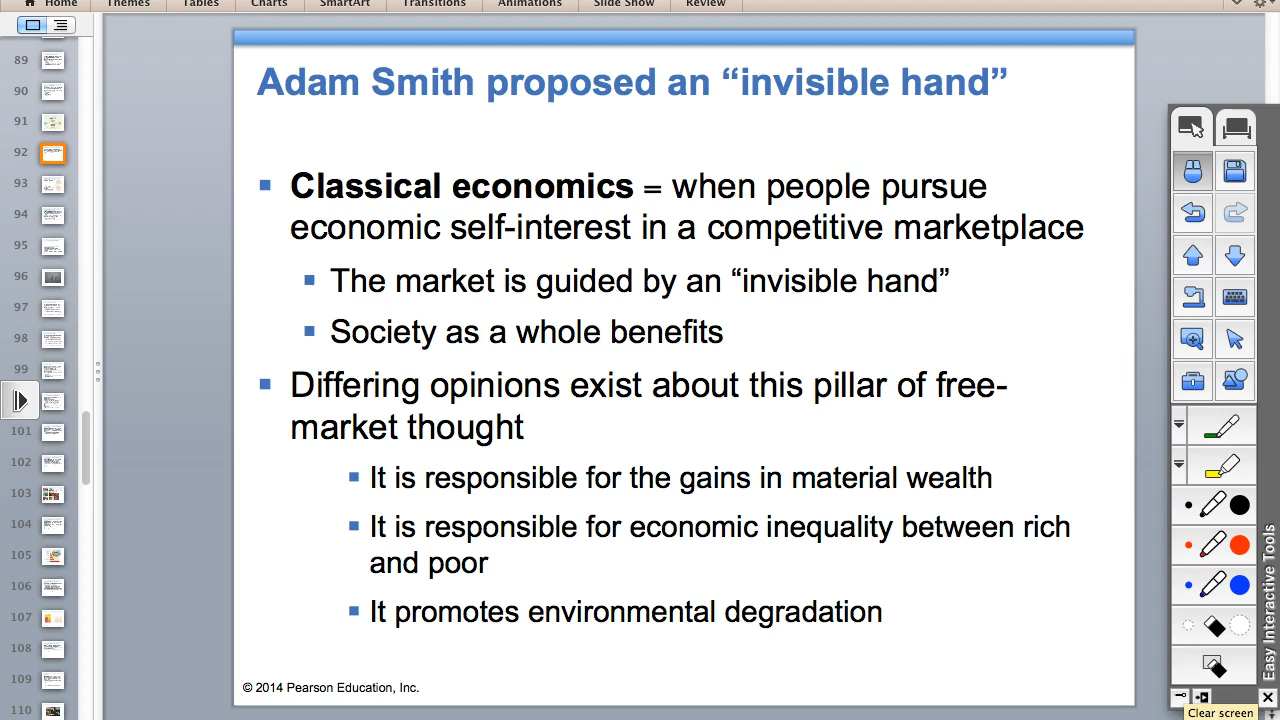 Home Themes Tables Charts SmartArt Transitions Animations Slide Show Review
89
90
91
92
93
94
95
96
97
98
99
101
102
103
104
105
106
107
108
109
110
Adam Smith proposed an “invisible hand”
▪ Classical economics = when people pursue
economic self-interest in a competitive marketplace
▪ The market is guided by an “invisible hand”
▪ Society as a whole benefits
▪ Differing opinions exist about this pillar of free-
market thought
▪ It is responsible for the gains in material wealth
▪ It is responsible for economic inequality between rich
and poor
▪ It promotes environmental degradation
© 2014 Pearson Education, Inc.
Easy Interactive Tools
Clear screen